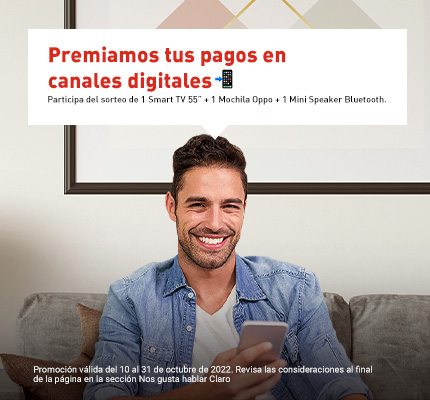 Premiamos tus pagos en
canales digitales📲
Participa del sorteo de 1 Smart TV 55" + 1 Mochila Oppo + 1 Mini Speaker Bluetooth.
Promoción válida del 10 al 31 de octubre de 2022. Revisa las consideraciones al final
de la página en la sección Nos gusta hablar Claro